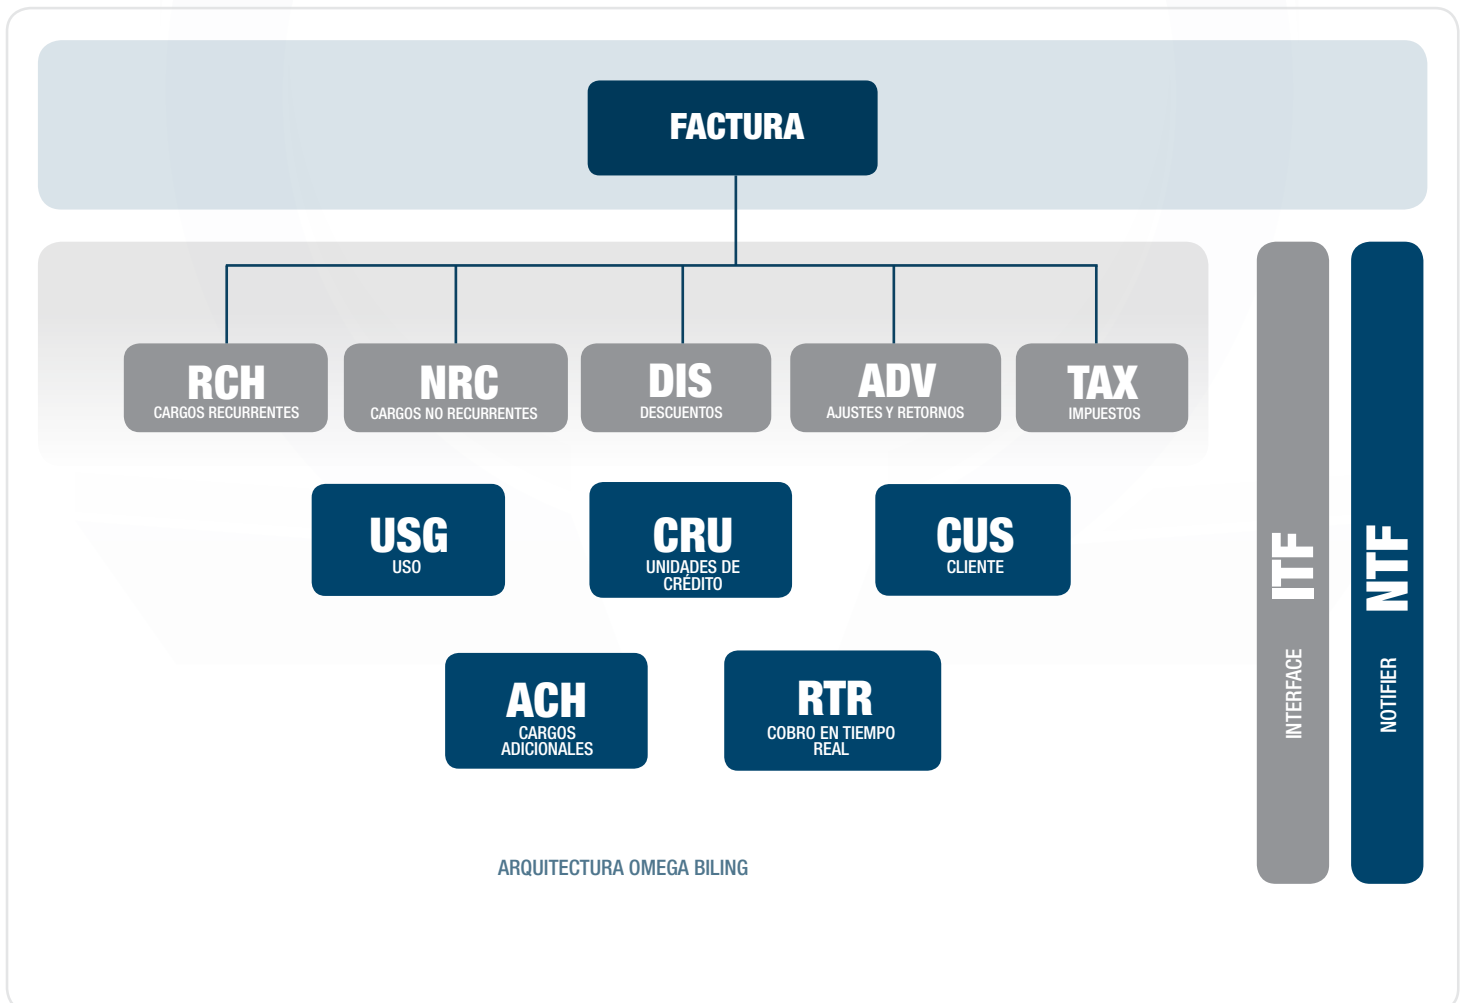 FACTURA
RCH
CARGOS RECURRENTES
NRC
CARGOS NO RECURRENTES
DIS
DESCUENTOS
ADV
AJUSTES Y RETORNOS
TAX
IMPUESTOS
USG
USO
CRU
UNIDADES DE
CRÉDITO
CUS
CLIENTE
ACH
CARGOS
ADICIONALES
RTR
COBRO EN TIEMPO
REAL
INTERFACE ITF
NOTIFIER NTF
ARQUITECTURA OMEGA BILING